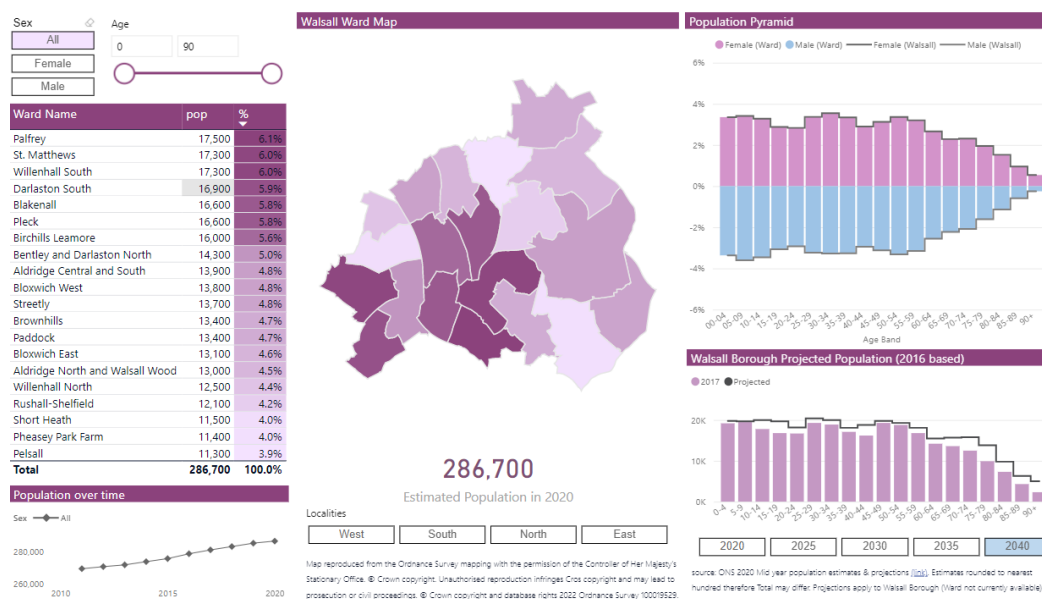 Sex
All
Female
Male
Age
0 90
Ward Name pop %
Palfrey 17,500 6.1%
St. Matthews 17,300 6.0%
Willenhall South 17,300 6.0%
Darlaston South 16,900 5.9%
Blakenall 16,600 5.8%
Pleck 16,600 5.8%
Birchills Leamore 16,000 5.6%
Bentley and Darlaston North 14,300 5.0%
Aldridge Central and South 13,900 4.8%
Bloxwich West 13,800 4.8%
Streetly 13,700 4.8%
Brownhills 13,400 4.7%
Paddock 13,400 4.7%
Bloxwich East 13,100 4.6%
Aldridge North and Walsall Wood 13,000 4.5%
Willenhall North 12,500 4.4%
Rushall-Shelfield 12,100 4.2%
Short Heath 11,500 4.0%
Pheasey Park Farm 11,400 4.0%
Pelsall 11,300 3.9%
Total 286,700 100.0%
Population over time
Sex All
280,000
260,000
2010 2015 2020
Walsall Ward Map
286,700
Estimated Population in 2020
Localities
West South North East
Map reproduced from the Ordnance Survey mapping with the permission of the Controller of Her Majesty's
Stationary Office. © Crown copyright. Unauthorised reproduction infringes Cros copyright and may lead to
prosecution or civil proceedings. © Crown copyright and database rights 2022 Ordnance Survey 100019529.
Population Pyramid
Female (Ward) Male (Ward) Female (Walsall) Male (Walsall)
6%
4%
2%
0%
-2%
-4%
-6%
00-04 05-09 10-14 15-19 20-24 25-29 30-34 35-39 40-44 45-49 50-54 55-59 60-64 65-69 70-74 75-79 80-84 85-89 90+
Age Band
Walsall Borough Projected Population (2016 based)
2017 Projected
20K
10K
0K
0-4 5-9 10-14 15-19 20-24 25-29 30-34 35-39 40-44 45-49 50-54 55-59 60-64 65-69 70-74 75-79 80-84 85-89 90+
2020 2025 2030 2035 2040
source: ONS 2020 Mid year population estimates & projections (link). Estimates rounded to nearest
hundred therefore Total may differ. Projections apply to Walsall Borough (Ward not currently available)